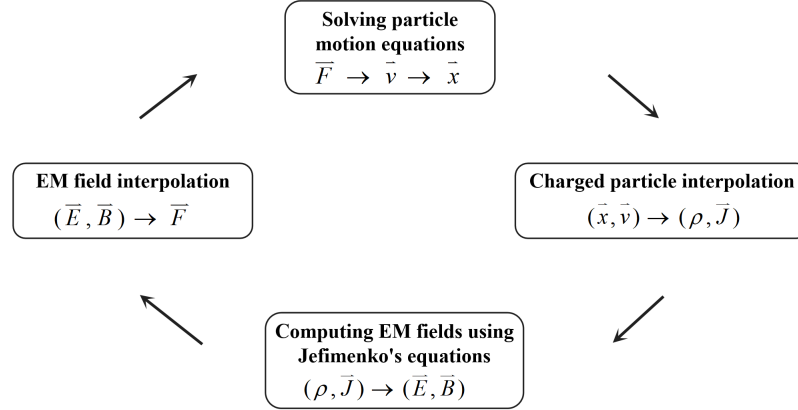 Solving particle
motion equations
F⃗ → v⃗ → x⃗
EM field interpolation
(E⃗, B⃗) → F⃗
Charged particle interpolation
(x⃗, v⃗) → (ρ, J⃗)
Computing EM fields using
Jefimenko's equations
(ρ, J⃗) → (E⃗, B⃗)